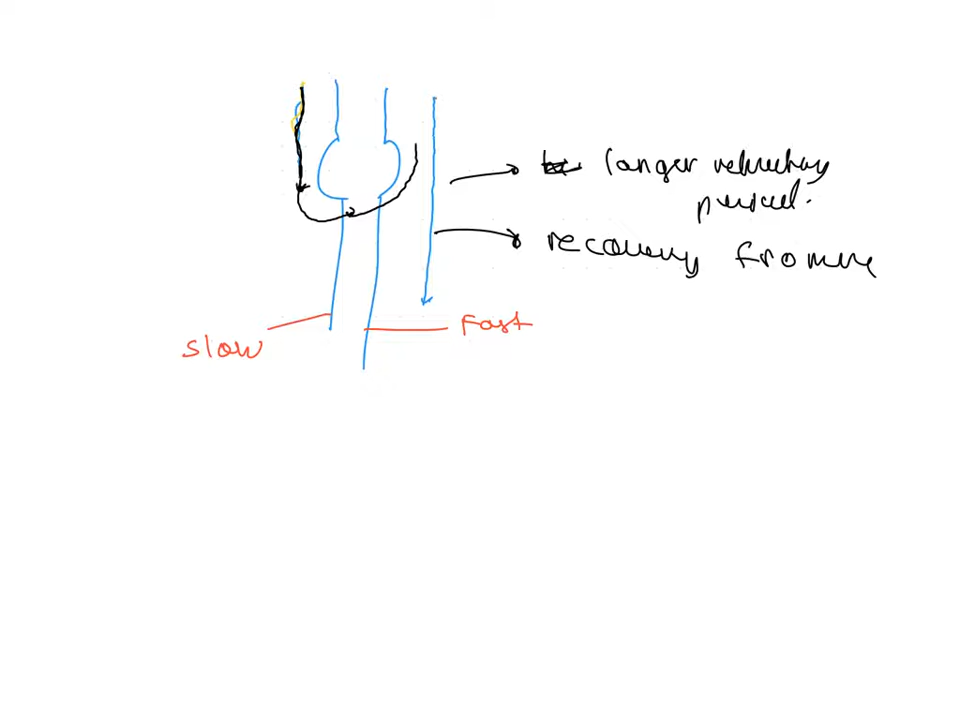 longer refractory
period.
recovery from
Fast
slow